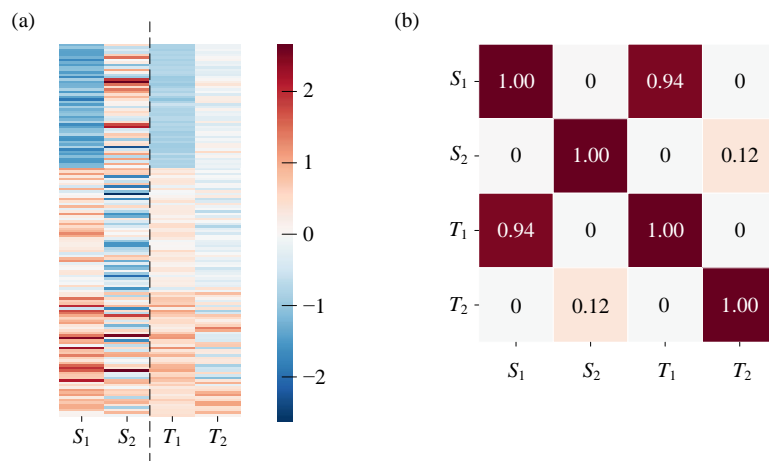 (a)
2
1
0
−1
−2
S₁ S₂ T₁ T₂
(b)
S₁ 1.00 0 0.94 0
S₂ 0 1.00 0 0.12
T₁ 0.94 0 1.00 0
T₂ 0 0.12 0 1.00
S₁ S₂ T₁ T₂